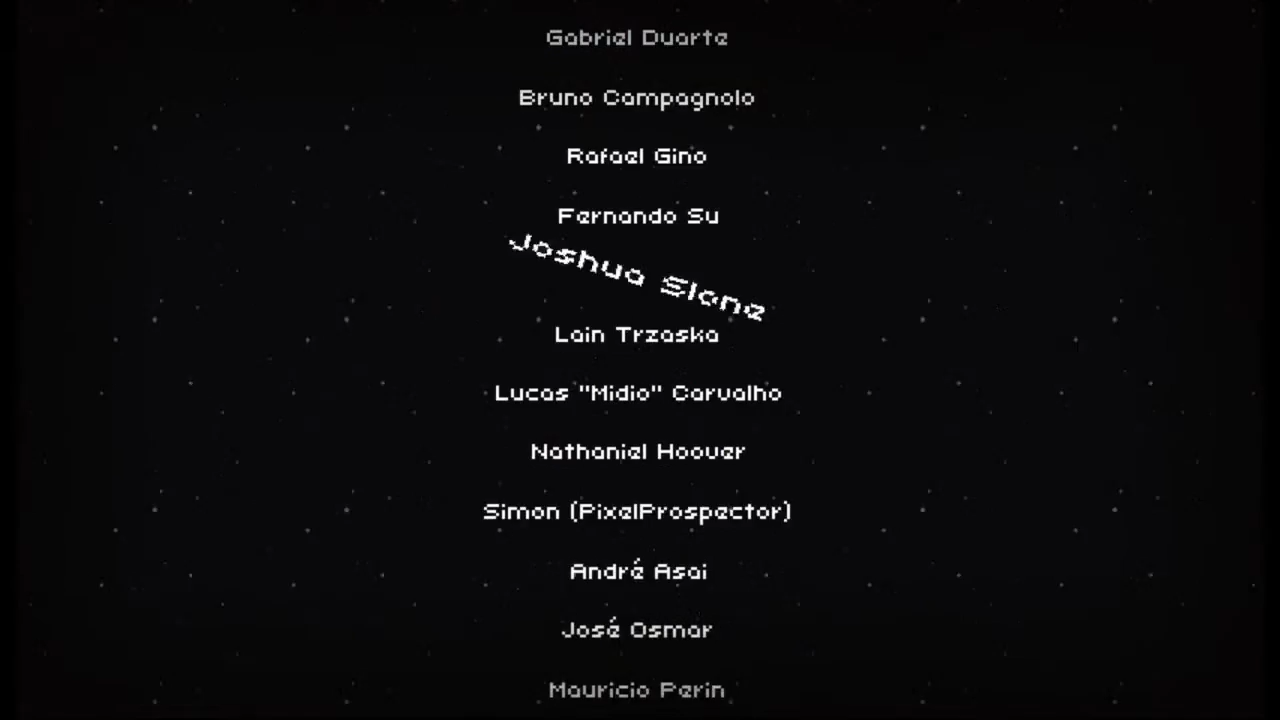 Gabriel Duarte
Bruno Campagnolo
Rafael Gino
Fernando Su
Joshua Slane
Lain Trzaska
Lucas "Midio" Carvalho
Nathaniel Hoover
Simon (PixelProspector)
André Asai
José Osmar
Mauricio Perin